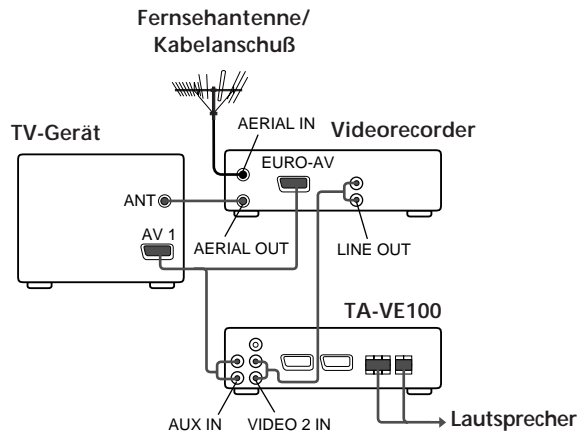 Fernsehantenne/
Kabelanschuß
TV-Gerät
AERIAL IN
Videorecorder
EURO-AV
ANT
AV 1
AERIAL OUT
LINE OUT
TA-VE100
AUX IN
VIDEO 2 IN
Lautsprecher